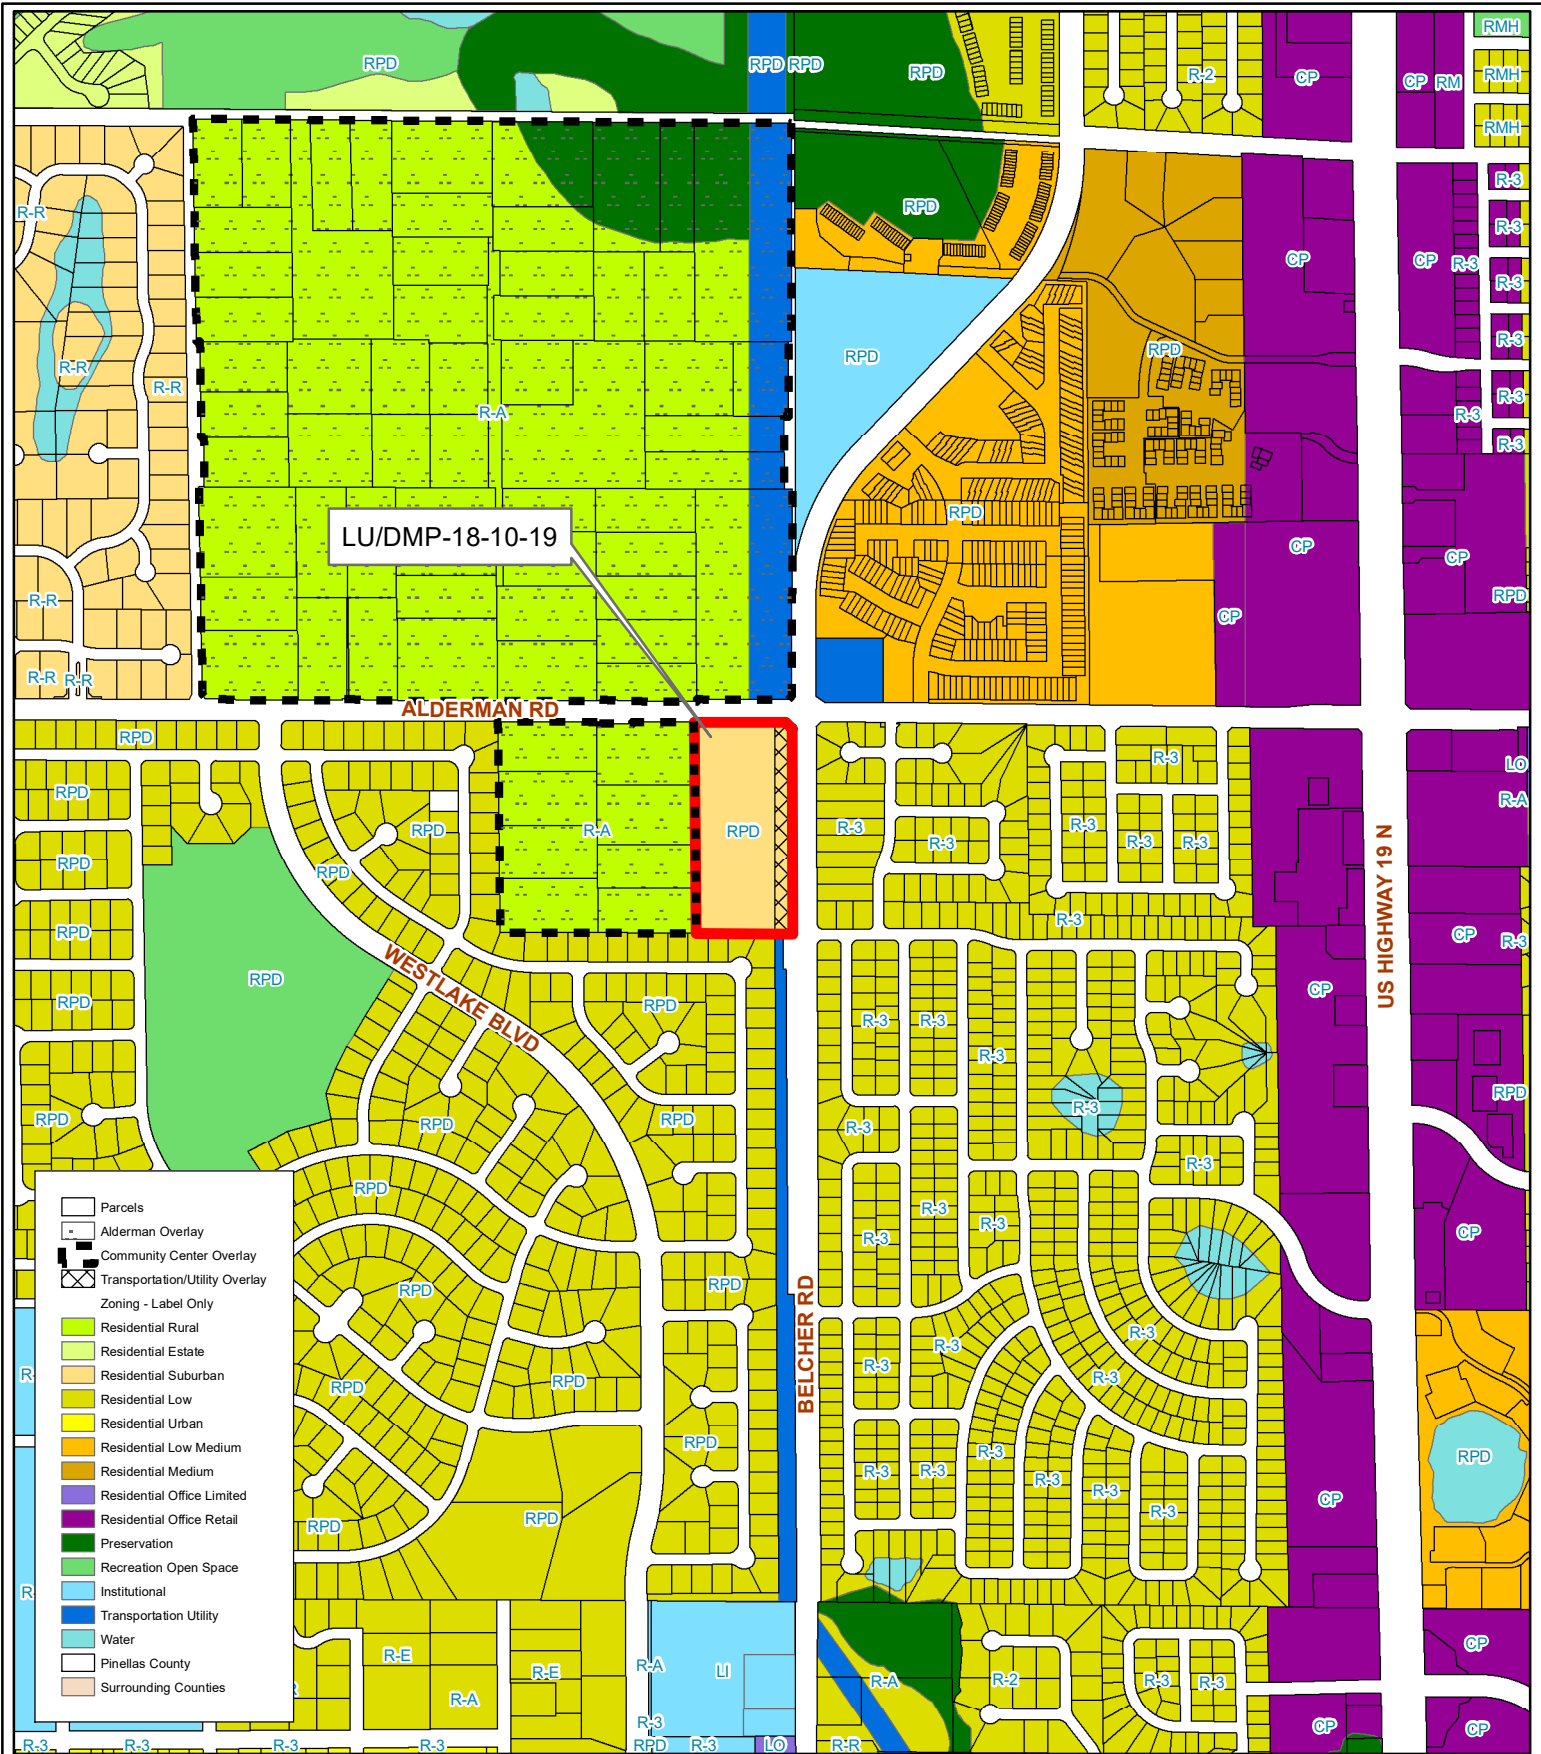 RMH
RPD
RPD
RPD
RPD
R-2
CP
CP
RM
RMH
RMH
R-3
R-R
RPD
R-3
CP
CP
R-3
R-3
RPD
RPD
R-3
R-R
R-R
R-A
R-3
R-3
R-3
RPD
LU/DMP-18-10-19
CP
CP
R-R
RPD
CP
R-R
R-R
ALDERMAN RD
RPD
R-3
LO
RPD
R-A
RPD
R-A
RPD
R-3
R-3
R-3
R-3
R-3
RPD
RPD
US HIGHWAY 19 N
R-3
RPD
CP
R-3
WESTLAKE BLVD
RPD
RPD
RPD
CP
R-3
R-3
R-3
RPD
R-3
RPD
RPD
RPD
R-3
R-3
RPD
R-3
R-3
R-3
CP
RPD
RPD
BELCHER RD
R-3
R-3
R-3
R-3
RPD
RPD
RPD
R-3
R-3
R-3
R-3
R-3
R-3
RPD
CP
RPD
RPD
Parcels
Alderman Overlay
Community Center Overlay
Transportation/Utility Overlay
Zoning - Label Only
Residential Rural
Residential Estate
Residential Suburban
Residential Low
Residential Urban
Residential Low Medium
Residential Medium
Residential Office Limited
Residential Office Retail
Preservation
Recreation Open Space
Institutional
Transportation Utility
Water
Pinellas County
Surrounding Counties
R-E
R-E
R-A
R-A
LI
R-A
R-2
R-3
R-3
CP
R-3
R-3
R-3
R-3
R-3
RPD
R-3
LO
R-R
CP
CP